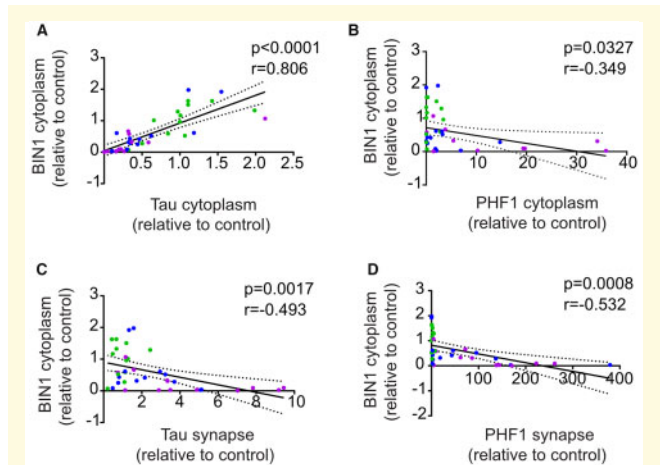 A
p<0.0001
r=0.806
BIN1 cytoplasm
(relative to control)
3
2
1
0
-1
0.5
1.0
1.5
2.0
2.5
Tau cytoplasm
(relative to control)
B
p=0.0327
r=-0.349
BIN1 cytoplasm
(relative to control)
3
2
1
0
-1
10
20
30
40
PHF1 cytoplasm
(relative to control)
C
p=0.0017
r=-0.493
BIN1 cytoplasm
(relative to control)
3
2
1
0
-1
2
4
6
8
10
Tau synapse
(relative to control)
D
p=0.0008
r=-0.532
BIN1 cytoplasm
(relative to control)
3
2
1
0
-1
-2
100
200
300
400
PHF1 synapse
(relative to control)